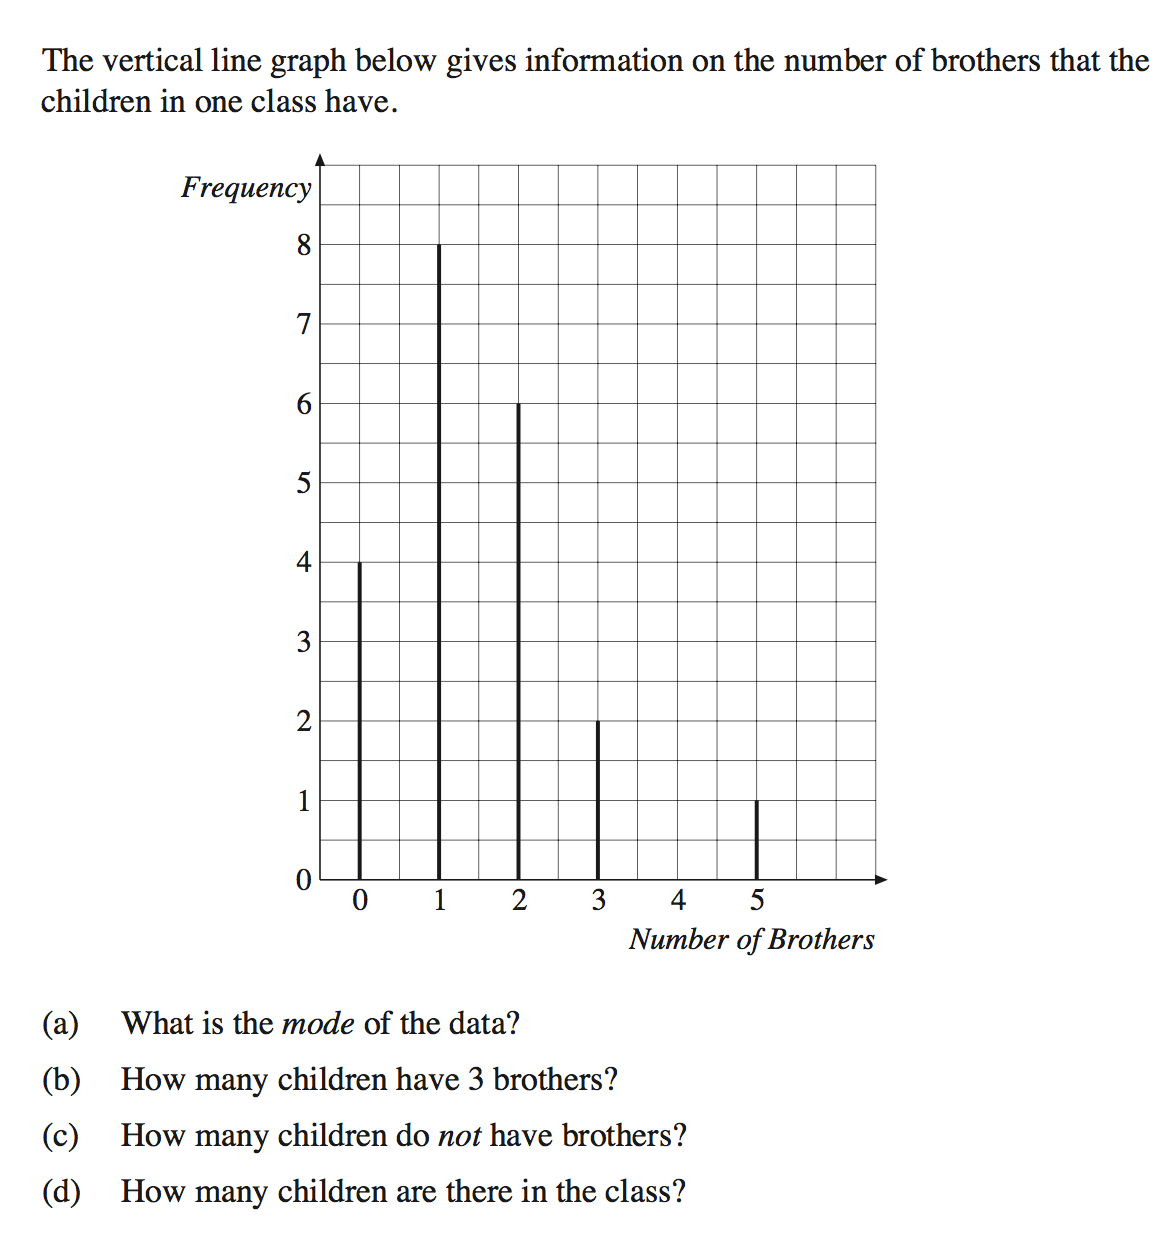 The vertical line graph below gives information on the number of brothers that the
children in one class have.
Frequency
8
7
6
5
4
3
2
1
0
0 1 2 3 4 5
Number of Brothers
(a) What is the mode of the data?
(b) How many children have 3 brothers?
(c) How many children do not have brothers?
(d) How many children are there in the class?